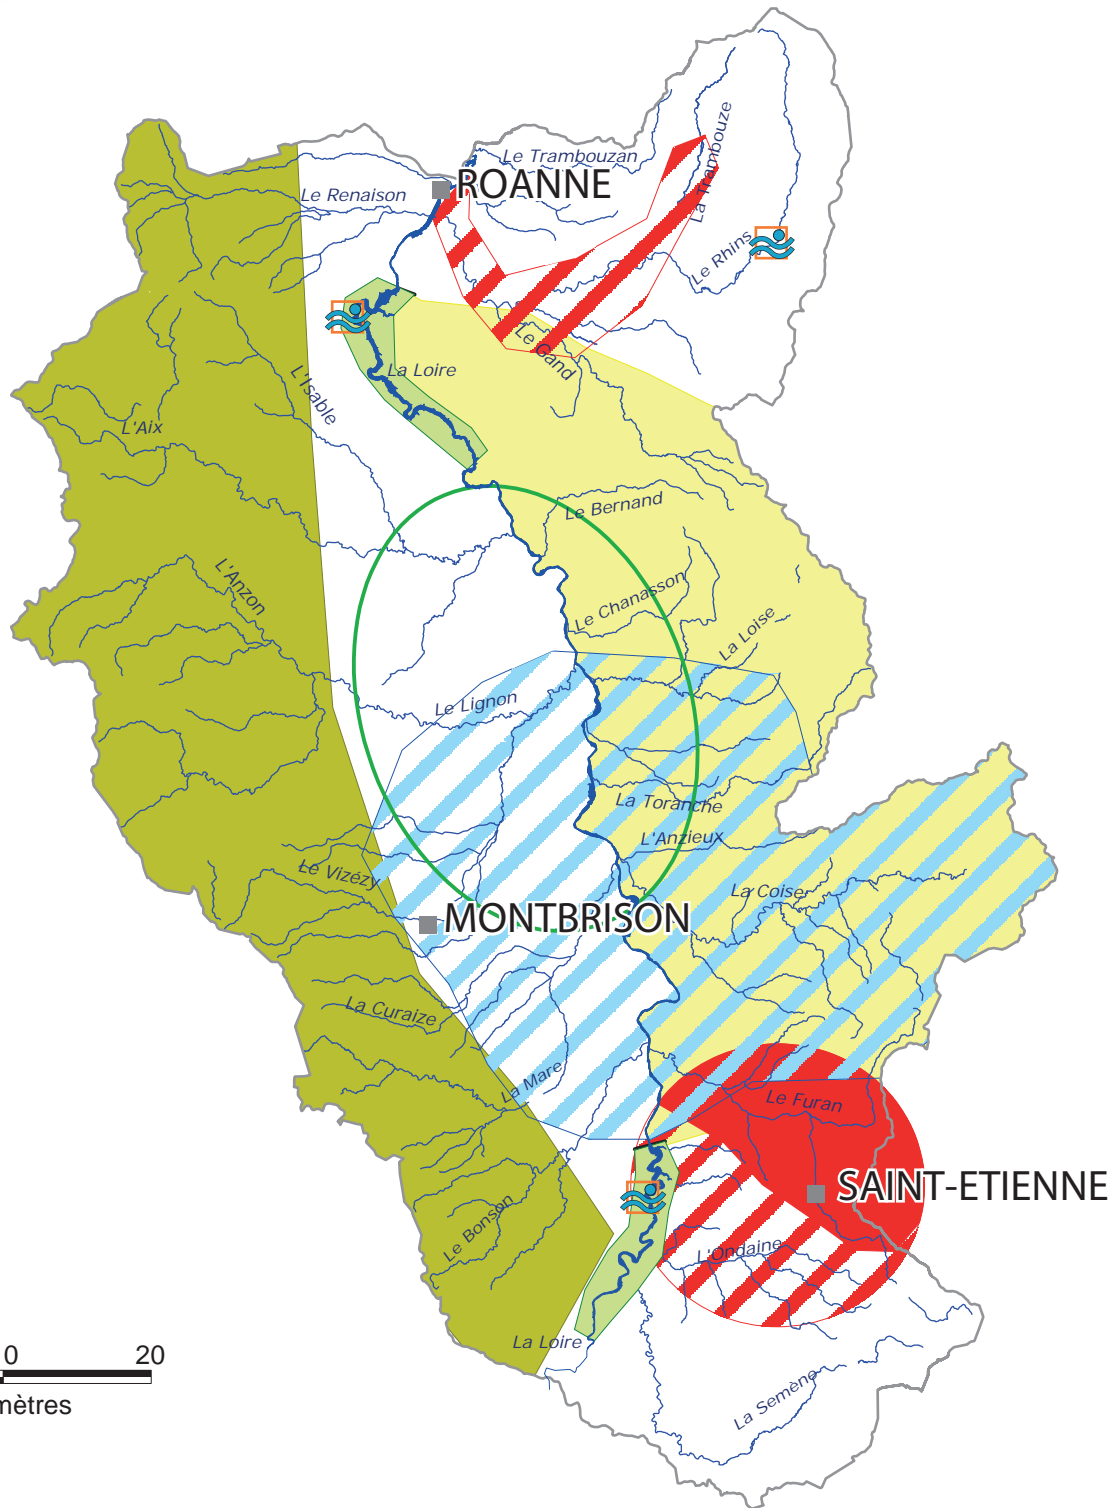 La Trambouze
Le Trambouzan
ROANNE
Le Renaison
Le Rhins
Le Gand
La Loire
L'Isable
L'Aix
Le Bernand
L'Anzon
Le Chanasson
La Loise
Le Lignon
La Toranche
L'Anzieux
Le Vizézy
La Coise
MONTBRISON
La Curaize
La Mare
Le Furan
SAINT-ETIENNE
Le Bonson
L'Ondaine
La Loire
0 20
mètres
La Semène